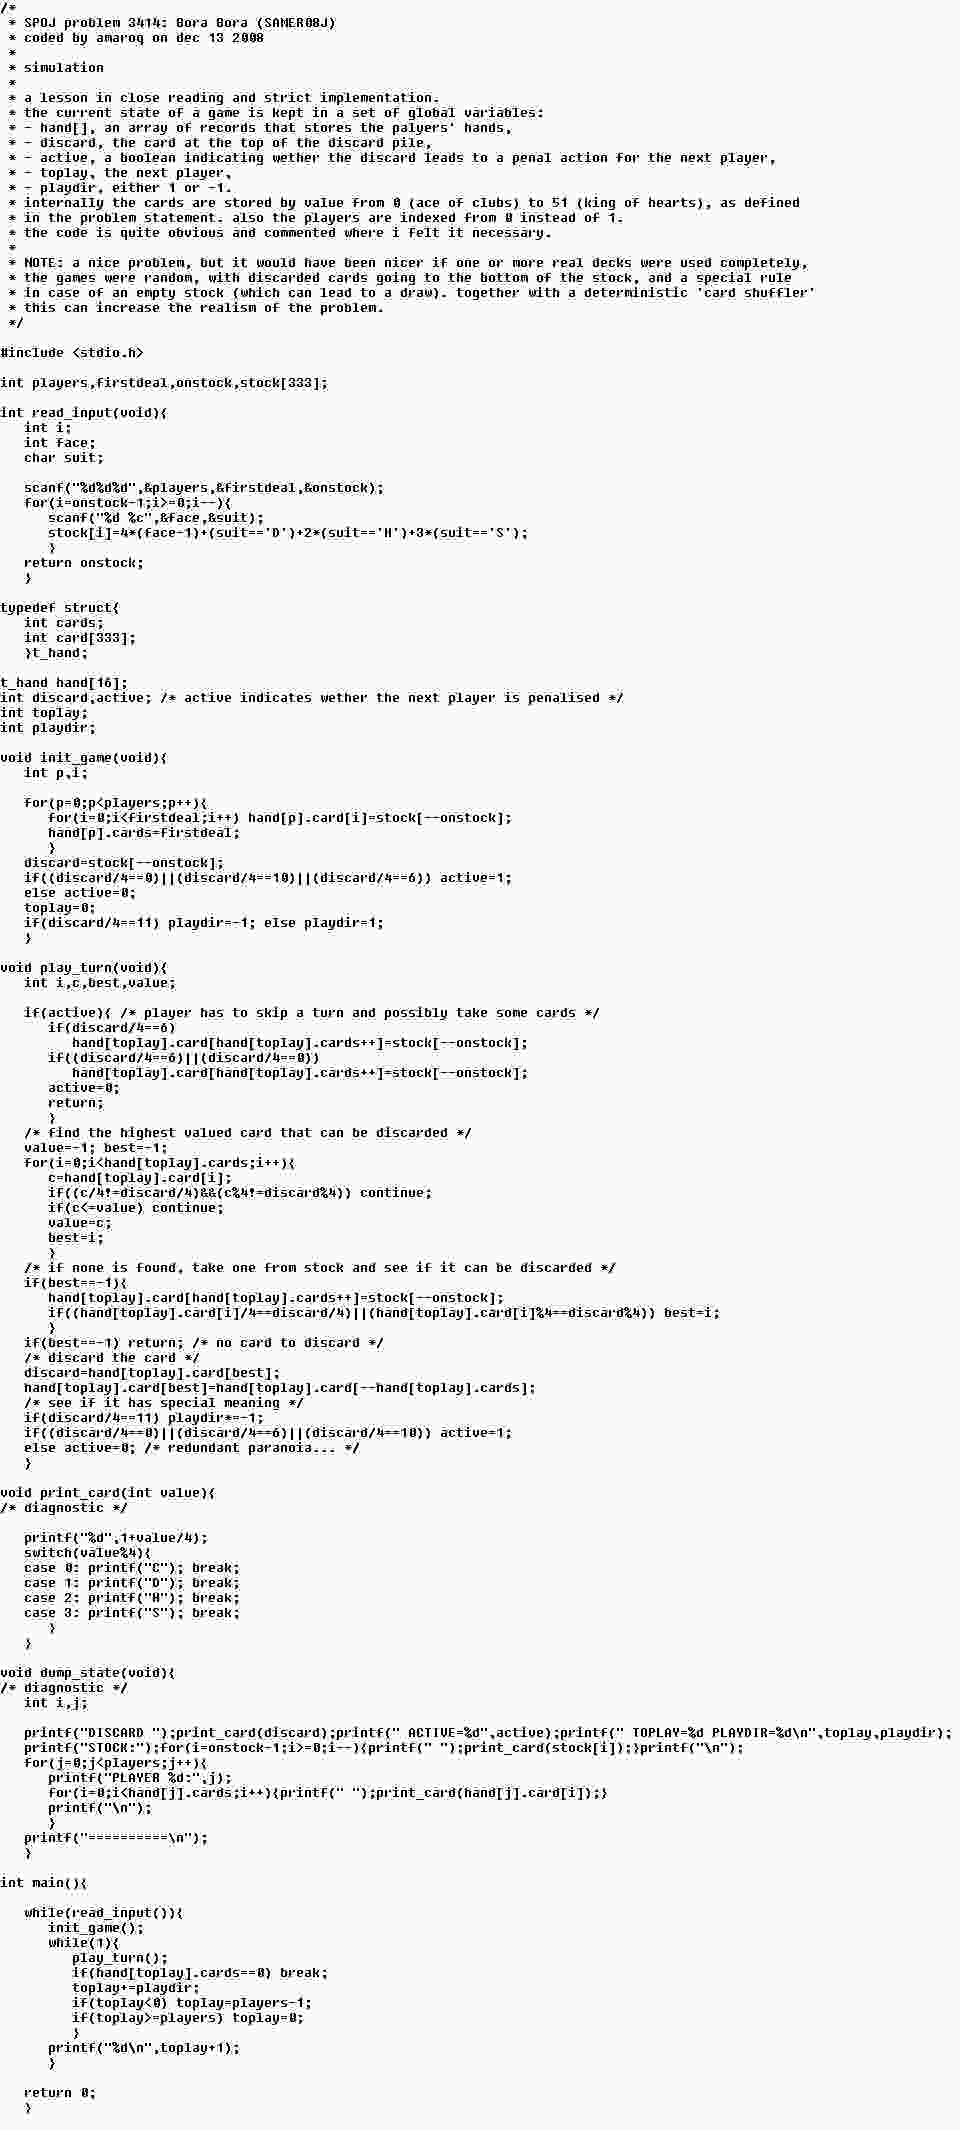 /*
 * SPOJ problem 3414: Bora Bora (SAMER08J)
 * coded by amaroq on dec 13 2008
 *
 * simulation
 *
 * a lesson in close reading and strict implementation.
 * the current state of a game is kept in a set of global variables:
 * - hand[], an array of records that stores the palyers' hands,
 * - discard, the card at the top of the discard pile,
 * - active, a boolean indicating wether the discard leads to a penal action for the next player,
 * - toplay, the next player,
 * - playdir, either 1 or -1.
 * internally the cards are stored by value from 0 (ace of clubs) to 51 (king of hearts), as defined
 * in the problem statement. also the players are indexed from 0 instead of 1.
 * the code is quite obvious and commented where i felt it necessary.
 *
 * NOTE: a nice problem, but it would have been nicer if one or more real decks were used completely,
 * the games were random, with discarded cards going to the bottom of the stock, and a special rule
 * in case of an empty stock (which can lead to a draw). together with a deterministic 'card shuffler'
 * this can increase the realism of the problem.
 */

#include <stdio.h>

int players,firstdeal,onstock,stock[333];

int read_input(void){
   int i;
   int face;
   char suit;

   scanf("%d%d%d",&players,&firstdeal,&onstock);
   for(i=onstock-1;i>=0;i--){
      scanf("%d %c",&face,&suit);
      stock[i]=4*(face-1)+(suit=='D')+2*(suit=='H')+3*(suit=='S');
      }
   return onstock;
   }

typedef struct{
   int cards;
   int card[333];
   }t_hand;

t_hand hand[16];
int discard,active; /* active indicates wether the next player is penalised */
int toplay;
int playdir;

void init_game(void){
   int p,i;

   for(p=0;p<players;p++){
      for(i=0;i<firstdeal;i++) hand[p].card[i]=stock[--onstock];
      hand[p].cards=firstdeal;
      }
   discard=stock[--onstock];
   if((discard/4==0)||(discard/4==10)||(discard/4==6)) active=1;
   else active=0;
   toplay=0;
   if(discard/4==11) playdir=-1; else playdir=1;
   }

void play_turn(void){
   int i,c,best,value;

   if(active){ /* player has to skip a turn and possibly take some cards */
      if(discard/4==6)
         hand[toplay].card[hand[toplay].cards++]=stock[--onstock];
      if((discard/4==6)||(discard/4==0))
         hand[toplay].card[hand[toplay].cards++]=stock[--onstock];
      active=0;
      return;
      }
   /* find the highest valued card that can be discarded */
   value=-1; best=-1;
   for(i=0;i<hand[toplay].cards;i++){
      c=hand[toplay].card[i];
      if((c/4!=discard/4)&&(c%4!=discard%4)) continue;
      if(c<=value) continue;
      value=c;
      best=i;
      }
   /* if none is found, take one from stock and see if it can be discarded */
   if(best==-1){
      hand[toplay].card[hand[toplay].cards++]=stock[--onstock];
      if((hand[toplay].card[i]/4==discard/4)||(hand[toplay].card[i]%4==discard%4)) best=i;
      }
   if(best==-1) return; /* no card to discard */
   /* discard the card */
   discard=hand[toplay].card[best];
   hand[toplay].card[best]=hand[toplay].card[--hand[toplay].cards];
   /* see if it has special meaning */
   if(discard/4==11) playdir*=-1;
   if((discard/4==0)||(discard/4==6)||(discard/4==10)) active=1;
   else active=0; /* redundant paranoia... */
   }

void print_card(int value){
/* diagnostic */

   printf("%d",1+value/4);
   switch(value%4){
   case 0: printf("C"); break;
   case 1: printf("D"); break;
   case 2: printf("H"); break;
   case 3: printf("S"); break;
      }
   }

void dump_state(void){
/* diagnostic */
   int i,j;

   printf("DISCARD ");print_card(discard);printf(" ACTIVE=%d",active);printf(" TOPLAY=%d PLAYDIR=%d\n",toplay,playdir);
   printf("STOCK:");for(i=onstock-1;i>=0;i--){printf(" ");print_card(stock[i]);}printf("\n");
   for(j=0;j<players;j++){
      printf("PLAYER %d:",j);
      for(i=0;i<hand[j].cards;i++){printf(" ");print_card(hand[j].card[i]);}
      printf("\n");
      }
   printf("==========\n");
   }

int main(){

   while(read_input()){
      init_game();
      while(1){
         play_turn();
         if(hand[toplay].cards==0) break;
         toplay+=playdir;
         if(toplay<0) toplay=players-1;
         if(toplay>=players) toplay=0;
         }
      printf("%d\n",toplay+1);
      }

   return 0;
   }